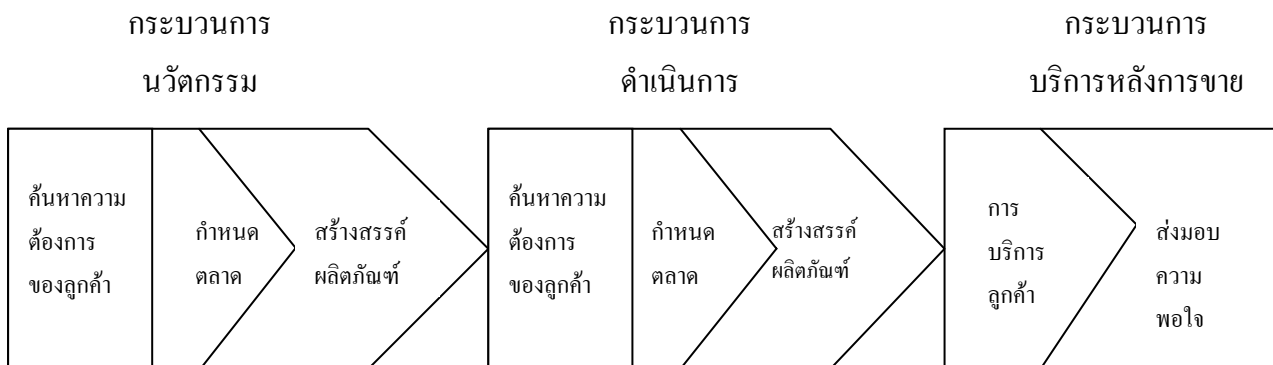 กระบวนการ
นวัตกรรม
กระบวนการ
ดำเนินการ
กระบวนการ
บริการหลังการขาย
ค้นหาความ
ต้องการ
ของลูกค้า
กำหนด
ตลาด
สร้างสรรค์
ผลิตภัณฑ์
ค้นหาความ
ต้องการ
ของลูกค้า
กำหนด
ตลาด
สร้างสรรค์
ผลิตภัณฑ์
การ
บริการ
ลูกค้า
ส่งมอบ
ความ
พอใจ